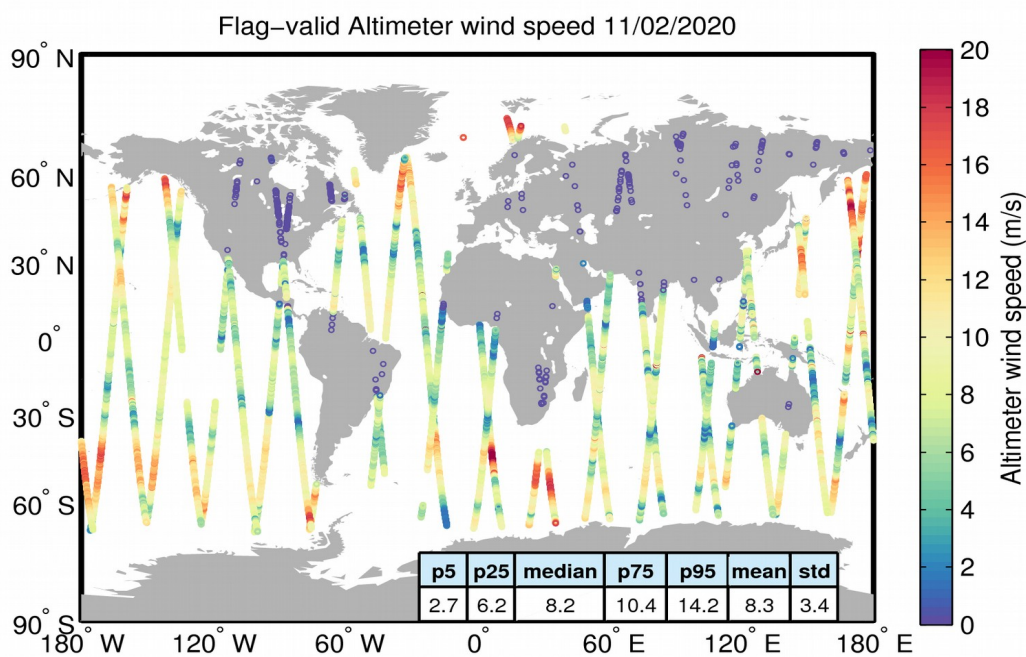 Flag−valid Altimeter wind speed 11/02/2020
90° N
60° N
30° N
0°
30° S
60° S
90° S
180° W
120° W
60° W
0°
60° E
120° E
180° E
p5 p25 median p75 p95 mean std
2.7 6.2 8.2 10.4 14.2 8.3 3.4
20
18
16
14
12
10
8
6
4
2
0
Altimeter wind speed (m/s)